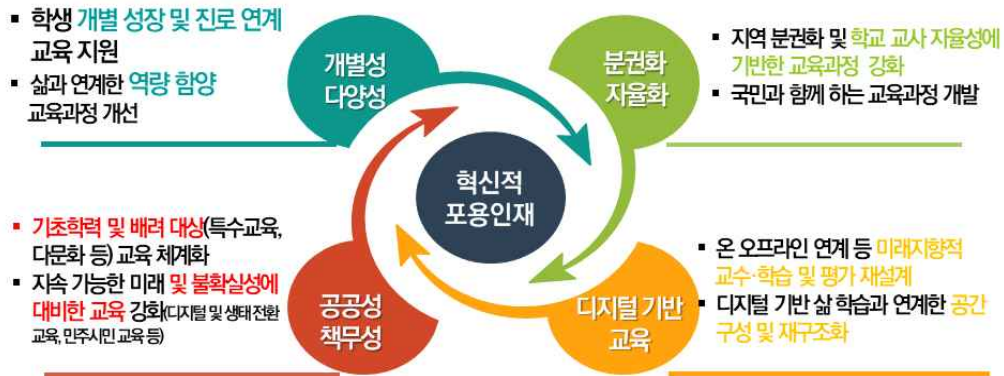 ▪ 학생 개별 성장 및 진로 연계
교육 지원
▪ 삶과 연계한 역량 함양
교육과정 개선
개별성
다양성
분권화
자율화
▪ 지역 분권화 및 학교 교사 자율성에
기반한 교육과정 강화
▪ 국민과 함께 하는 교육과정 개발
혁신적
포용인재
▪ 기초학력 및 배려 대상(특수교육,
다문화 등) 교육 체계화
▪ 지속 가능한 미래 및 불확실성에
대비한 교육 강화(디지털 및 생태 전환
교육, 민주시민 교육 등)
공공성
책무성
디지털 기반
교육
▪ 온 오프라인 연계 등 미래지향적
교수·학습 및 평가 재설계
▪ 디지털 기반 삶 학습과 연계한 공간
구성 및 재구조화